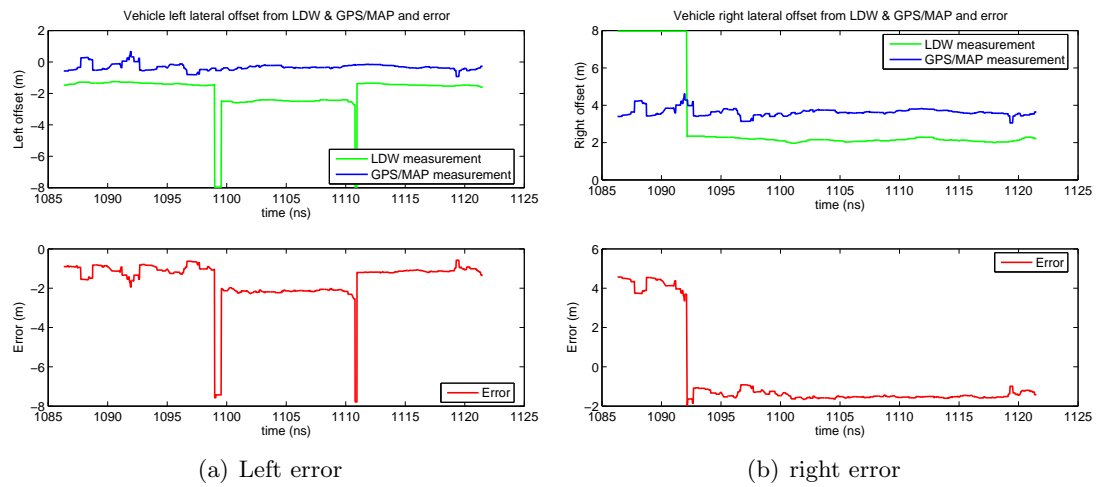 Vehicle left lateral offset from LDW & GPS/MAP and error
2
0
−2
−4
−6
−8
Left offset (m)
LDW measurement
GPS/MAP measurement
1085 1090 1095 1100 1105 1110 1115 1120 1125
time (ns)
0
−2
−4
−6
−8
Error (m)
Error
1085 1090 1095 1100 1105 1110 1115 1120 1125
time (ns)
(a) Left error
Vehicle right lateral offset from LDW & GPS/MAP and error
8
6
4
2
0
Right offset (m)
LDW measurement
GPS/MAP measurement
1085 1090 1095 1100 1105 1110 1115 1120 1125
time (ns)
6
4
2
0
−2
Error (m)
Error
1085 1090 1095 1100 1105 1110 1115 1120 1125
time (ns)
(b) right error